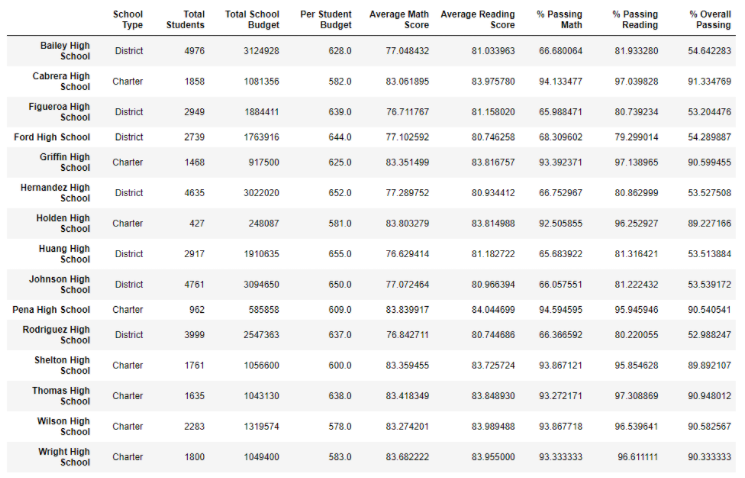 School Type Total Students Total School Budget Per Student Budget Average Math Score Average Reading Score % Passing Math % Passing Reading % Overall Passing
Bailey High School District 4976 3124928 628.0 77.048432 81.033963 66.680064 81.933280 54.642283
Cabrera High School Charter 1858 1081356 582.0 83.061895 83.975780 94.133477 97.039828 91.334769
Figueroa High School District 2949 1884411 639.0 76.711767 81.158020 65.988471 80.739234 53.204476
Ford High School District 2739 1763916 644.0 77.102592 80.746258 68.309602 79.299014 54.289887
Griffin High School Charter 1468 917500 625.0 83.351499 83.816757 93.392371 97.138965 90.599455
Hernandez High School District 4635 3022020 652.0 77.289752 80.934412 66.752967 80.862999 53.527508
Holden High School Charter 427 248087 581.0 83.803279 83.814988 92.505855 96.252927 89.227166
Huang High School District 2917 1910635 655.0 76.629414 81.182722 65.683922 81.316421 53.513884
Johnson High School District 4761 3094650 650.0 77.072464 80.966394 66.057551 81.222432 53.539172
Pena High School Charter 962 585858 609.0 83.839917 84.044699 94.594595 95.945946 90.540541
Rodriguez High School District 3999 2547363 637.0 76.842711 80.744686 66.366592 80.220055 52.988247
Shelton High School Charter 1761 1056600 600.0 83.359455 83.725724 93.867121 95.854628 89.892107
Thomas High School Charter 1635 1043130 638.0 83.418349 83.848930 93.272171 97.308869 90.948012
Wilson High School Charter 2283 1319574 578.0 83.274201 83.989488 93.867718 96.539641 90.582567
Wright High School Charter 1800 1049400 583.0 83.682222 83.955000 93.333333 96.611111 90.333333